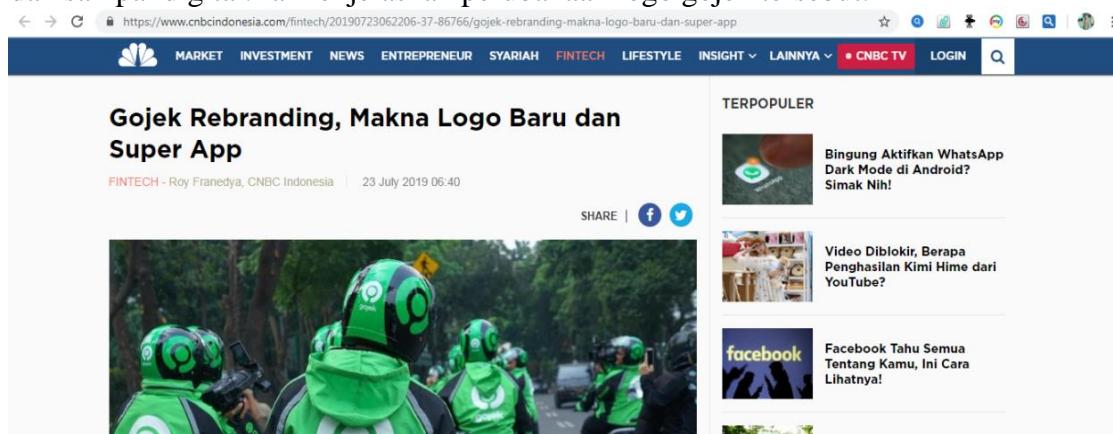 https://www.cnbcindonesia.com/fintech/20190723062206-37-86766/gojek-rebranding-makna-logo-baru-dan-super-app
MARKET INVESTMENT NEWS ENTREPRENEUR SYARIAH FINTECH LIFESTYLE INSIGHT LAINNYA • CNBC TV LOGIN
Gojek Rebranding, Makna Logo Baru dan
Super App
FINTECH - Roy Franedya, CNBC Indonesia 23 July 2019 06:40
SHARE |
gojek
gojek
TERPOPULER
WhatsApp
Bingung Aktifkan WhatsApp
Dark Mode di Android?
Simak Nih!
Video Diblokir, Berapa
Penghasilan Kimi Hime dari
YouTube?
facebook
Facebook Tahu Semua
Tentang Kamu, Ini Cara
Lihatnya!